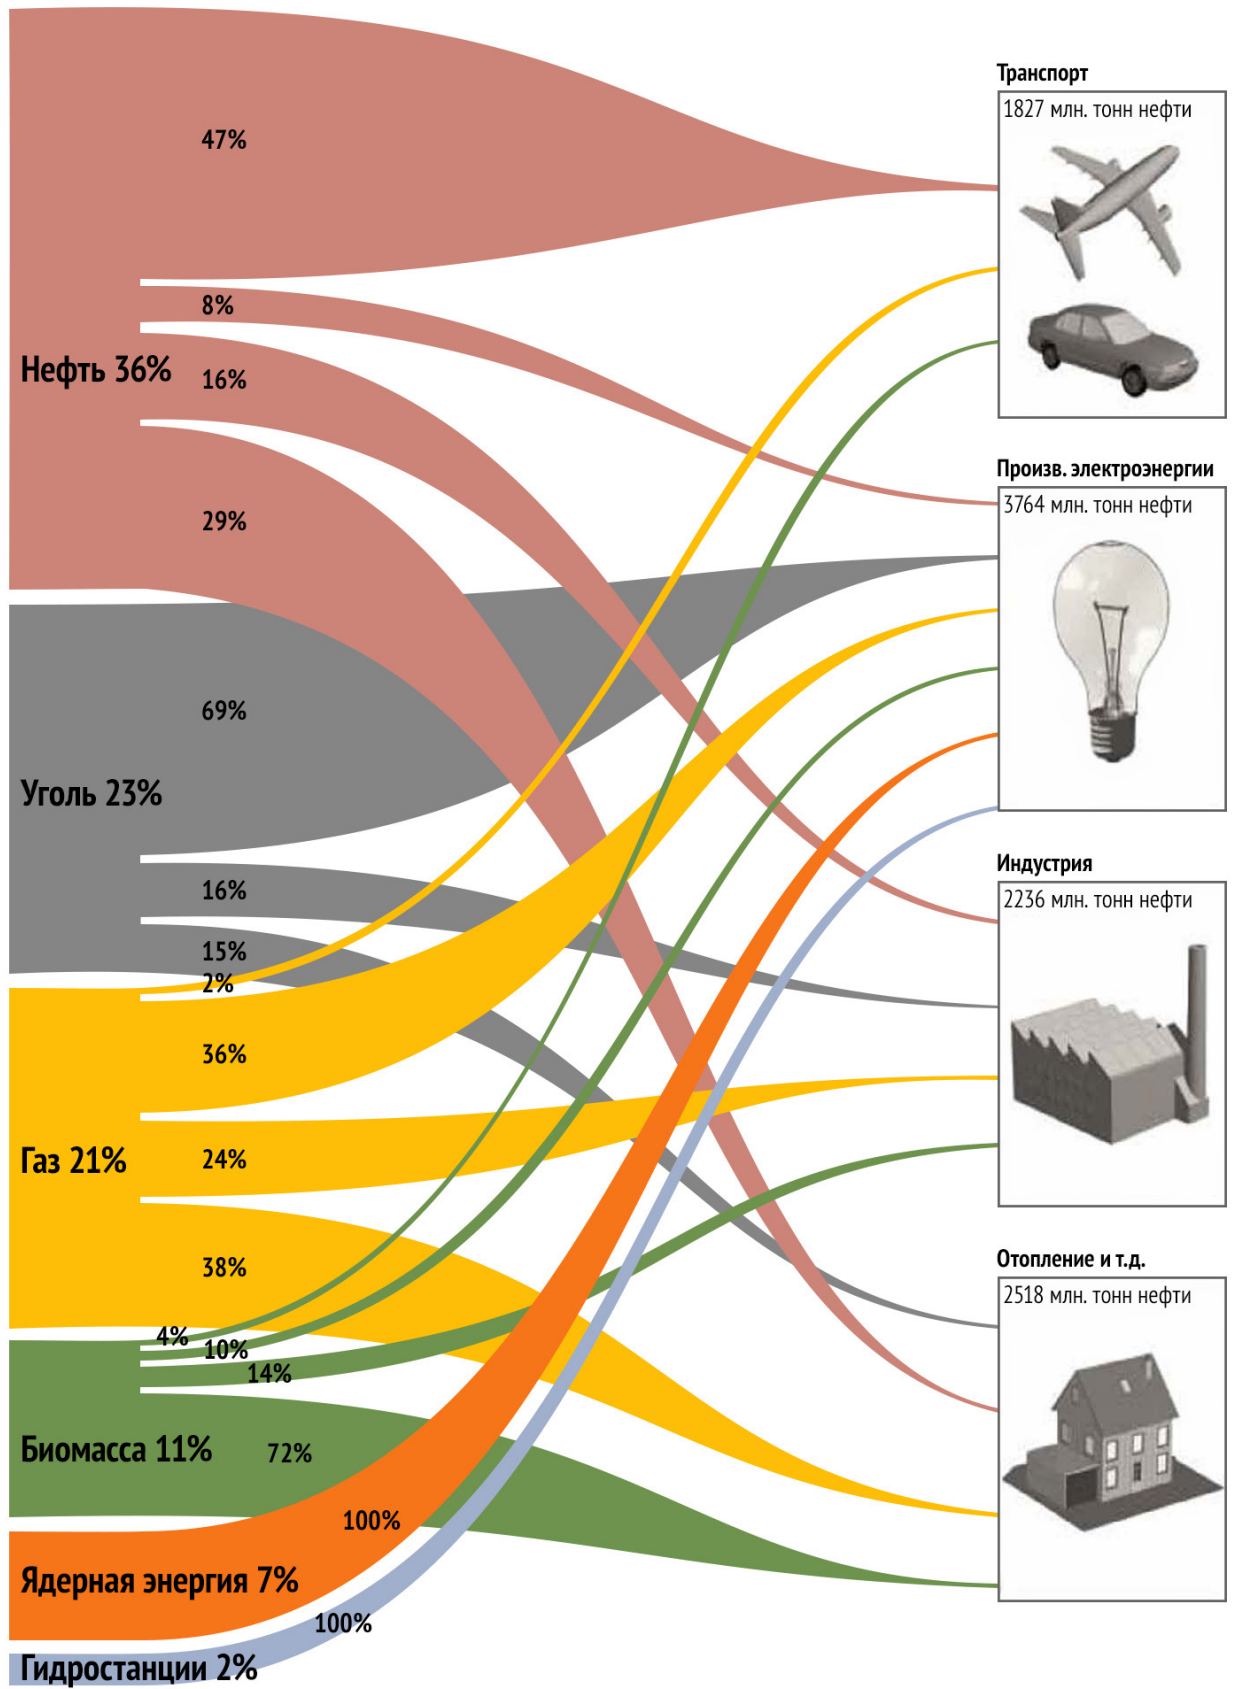 47%
8%
Нефть 36%
16%
29%
69%
Уголь 23%
16%
15%
2%
36%
Газ 21%
24%
38%
4%
10%
14%
Биомасса 11%
72%
100%
Ядерная энергия 7%
100%
Гидростанции 2%
Транспорт
1827 млн. тонн нефти
Произв. электроэнергии
3764 млн. тонн нефти
Индустрия
2236 млн. тонн нефти
Отопление и т.д.
2518 млн. тонн нефти